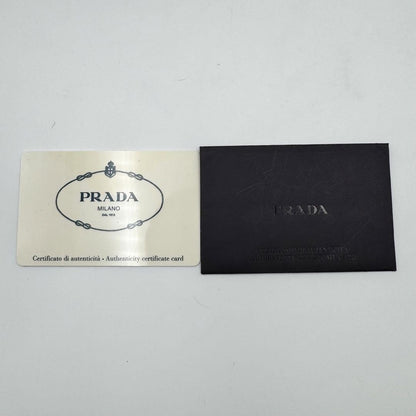 PRADA
MILANO
DAL 1913
Certificato di autenticità - Authenticity certificate card
PRADA